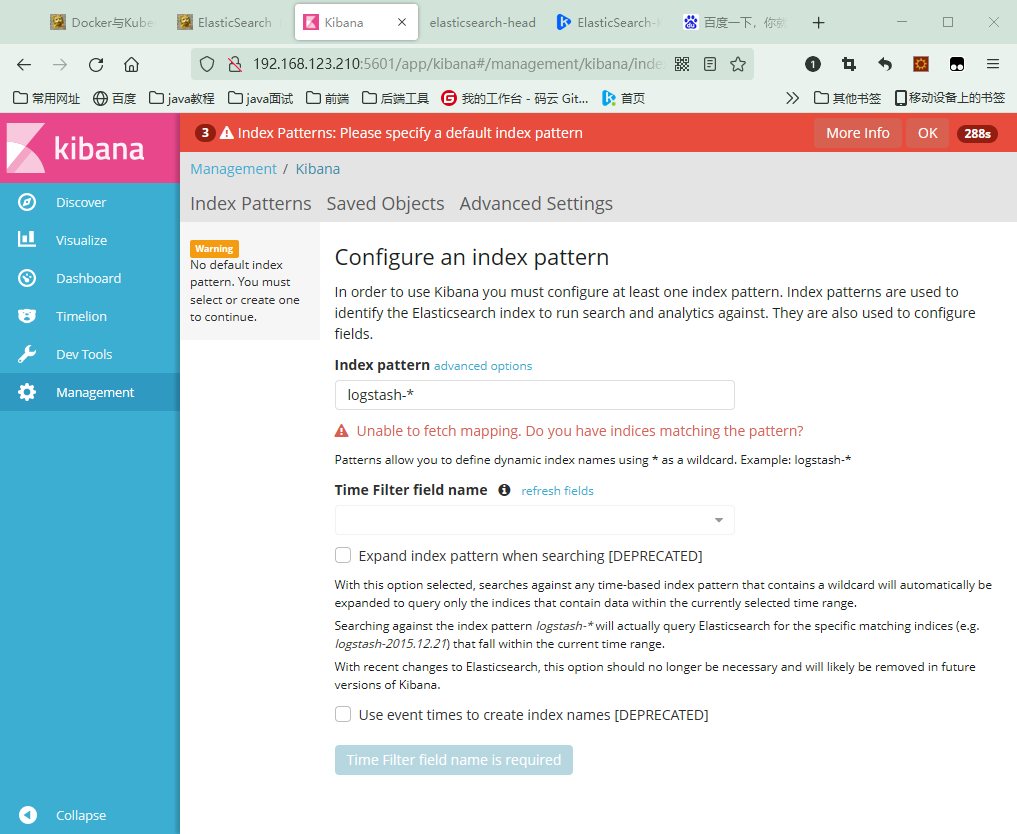 Docker与Kube
ElasticSearch
Kibana
elasticsearch-head
ElasticSearch-
百度一下，你就
192.168.123.210:5601/app/kibana#/management/kibana/inde
1
常用网址
百度
java教程
java面试
前端
后端工具
我的工作台 - 码云 Git...
首页
其他书签
移动设备上的书签
kibana
3 Index Patterns: Please specify a default index pattern
More Info
OK
288s
Management / Kibana
Index Patterns
Saved Objects
Advanced Settings
Discover
Visualize
Dashboard
Timelion
Dev Tools
Management
Collapse
Warning
No default index
pattern. You must
select or create one
to continue.
Configure an index pattern
In order to use Kibana you must configure at least one index pattern. Index patterns are used to
identify the Elasticsearch index to run search and analytics against. They are also used to configure
fields.
Index pattern advanced options
logstash-*
Unable to fetch mapping. Do you have indices matching the pattern?
Patterns allow you to define dynamic index names using * as a wildcard. Example: logstash-*
Time Filter field name refresh fields
Expand index pattern when searching [DEPRECATED]
With this option selected, searches against any time-based index pattern that contains a wildcard will automatically be
expanded to query only the indices that contain data within the currently selected time range.
Searching against the index pattern logstash-* will actually query Elasticsearch for the specific matching indices (e.g.
logstash-2015.12.21) that fall within the current time range.
With recent changes to Elasticsearch, this option should no longer be necessary and will likely be removed in future
versions of Kibana.
Use event times to create index names [DEPRECATED]
Time Filter field name is required